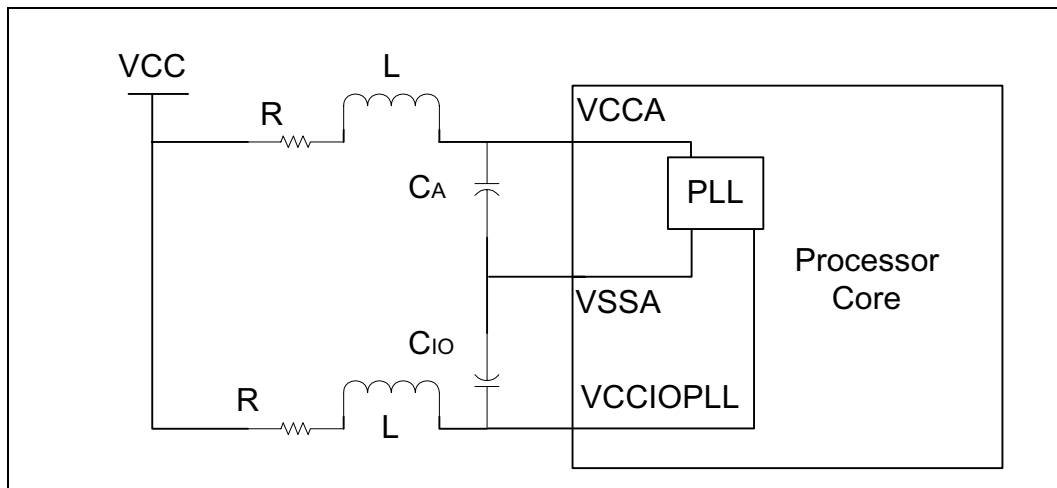 VCC
L
R
VCCA
CA
PLL
Processor
Core
VSSA
CIO
VCCIOPLL
R
L